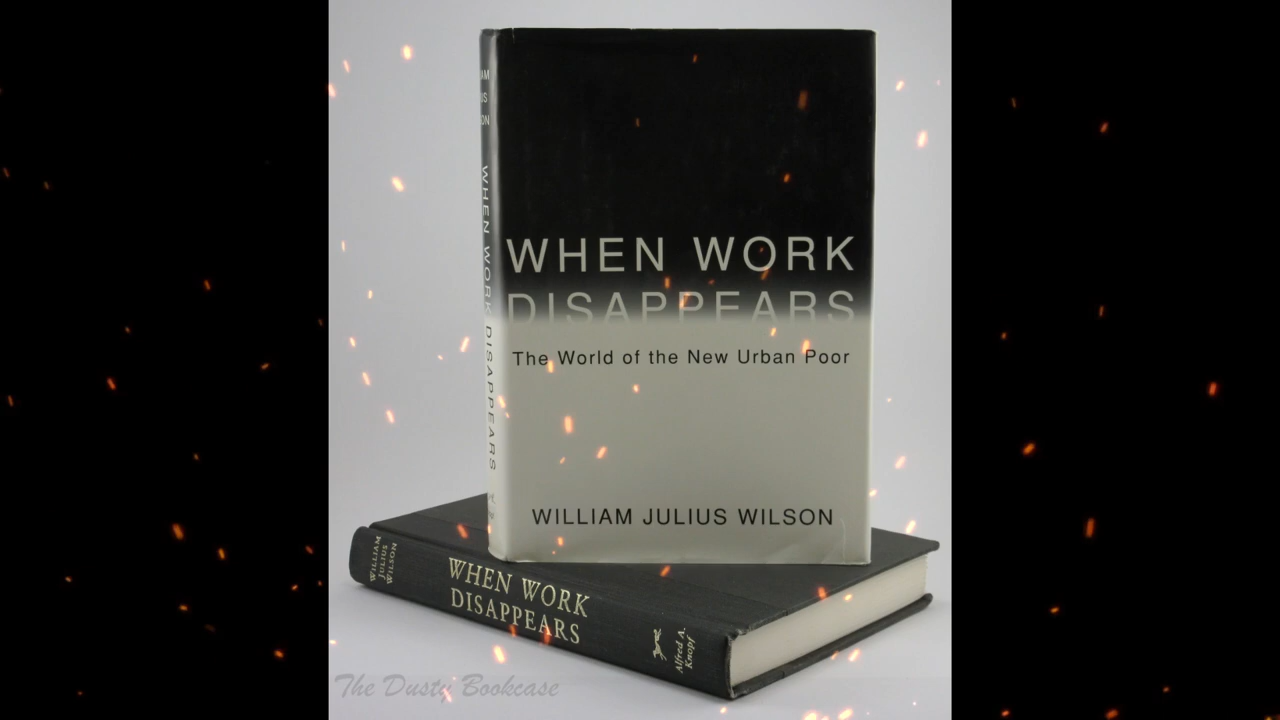 WHEN WORK
DISAPPEARS
The World of the New Urban Poor
WILLIAM JULIUS WILSON
WHEN WORK DISAPPEARS
WILLIAM
JULIUS
WILSON
WHEN WORK
DISAPPEARS
Alfred A.
Knopf
The Dusty Bookcase